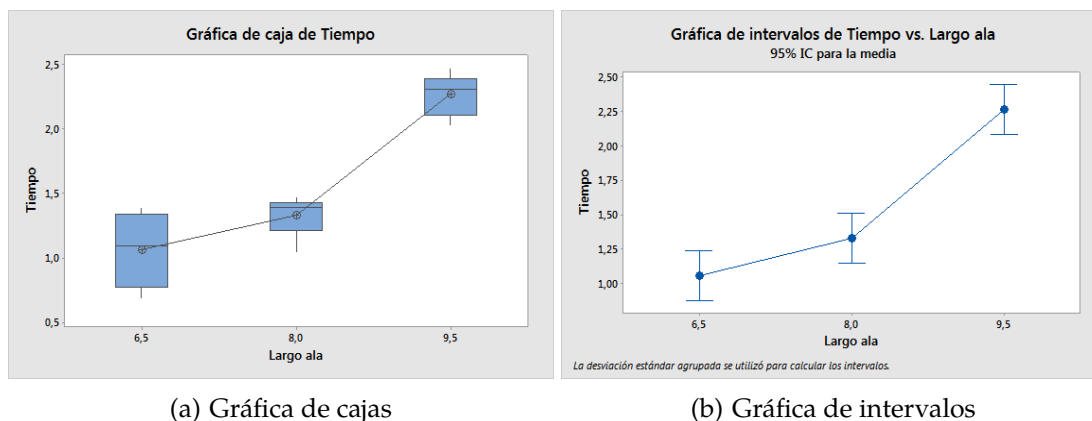 Gráfica de caja de Tiempo
2,5
2,0
1,5
1,0
0,5
Tiempo
6,5
8,0
9,5
Largo ala
(a) Gráfica de cajas
Gráfica de intervalos de Tiempo vs. Largo ala
95% IC para la media
2,50
2,25
2,00
1,75
1,50
1,25
1,00
Tiempo
6,5
8,0
9,5
Largo ala
La desviación estándar agrupada se utilizó para calcular los intervalos.
(b) Gráfica de intervalos